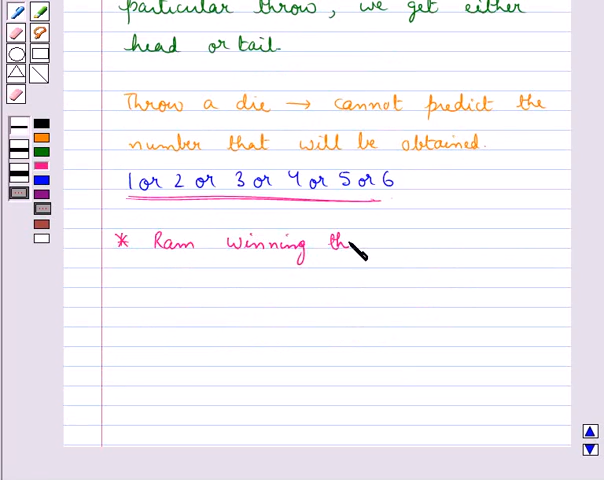 particular throw, we get either
head or tail.
Throw a die → cannot predict the
number that will be obtained.
1 or 2 or 3 or 4 or 5 or 6
* Ram winning th